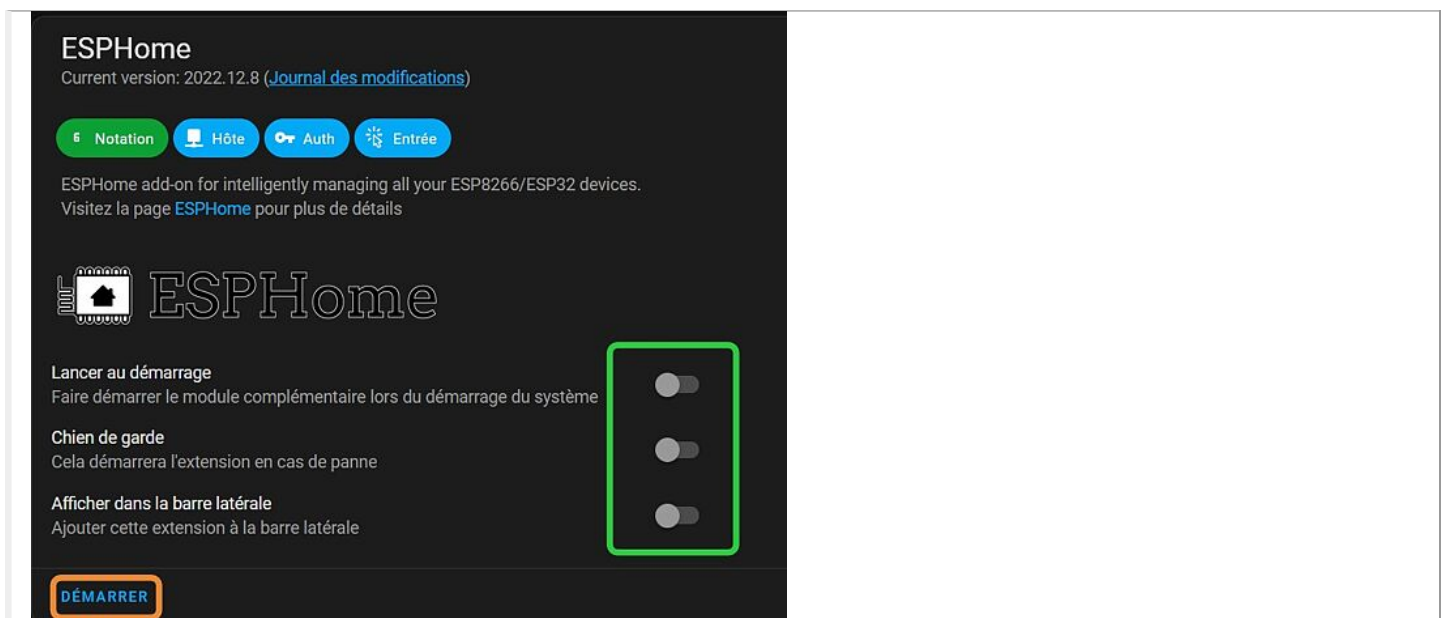 ESPHome
Current version: 2022.12.8 (Journal des modifications)
6 Notation Hôte Auth Entrée
ESPHome add-on for intelligently managing all your ESP8266/ESP32 devices.
Visitez la page ESPHome pour plus de détails
ESPHome
Lancer au démarrage
Faire démarrer le module complémentaire lors du démarrage du système
Chien de garde
Cela démarrera l'extension en cas de panne
Afficher dans la barre latérale
Ajouter cette extension à la barre latérale
DÉMARRER